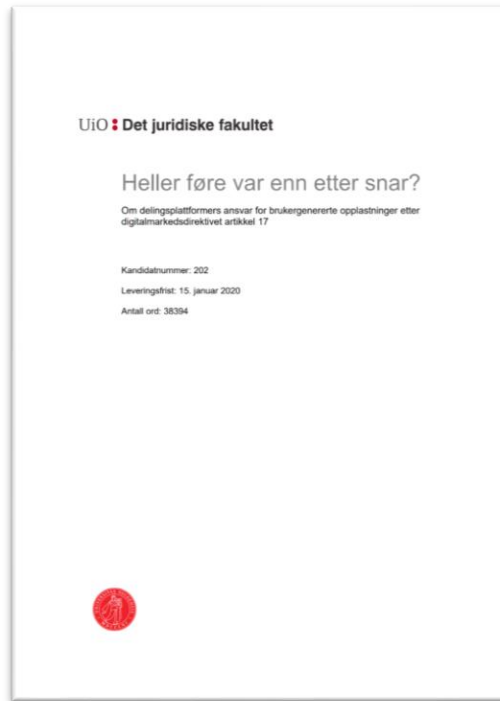 UiO: Det juridiske fakultet
Heller føre var enn etter snar?
Om delingsplattformers ansvar for brukergenererte opplastninger etter
digitalmarkedsdirektivet artikkel 17
Kandidatnummer: 202
Leveringsfrist: 15. januar 2020
Antall ord: 38394